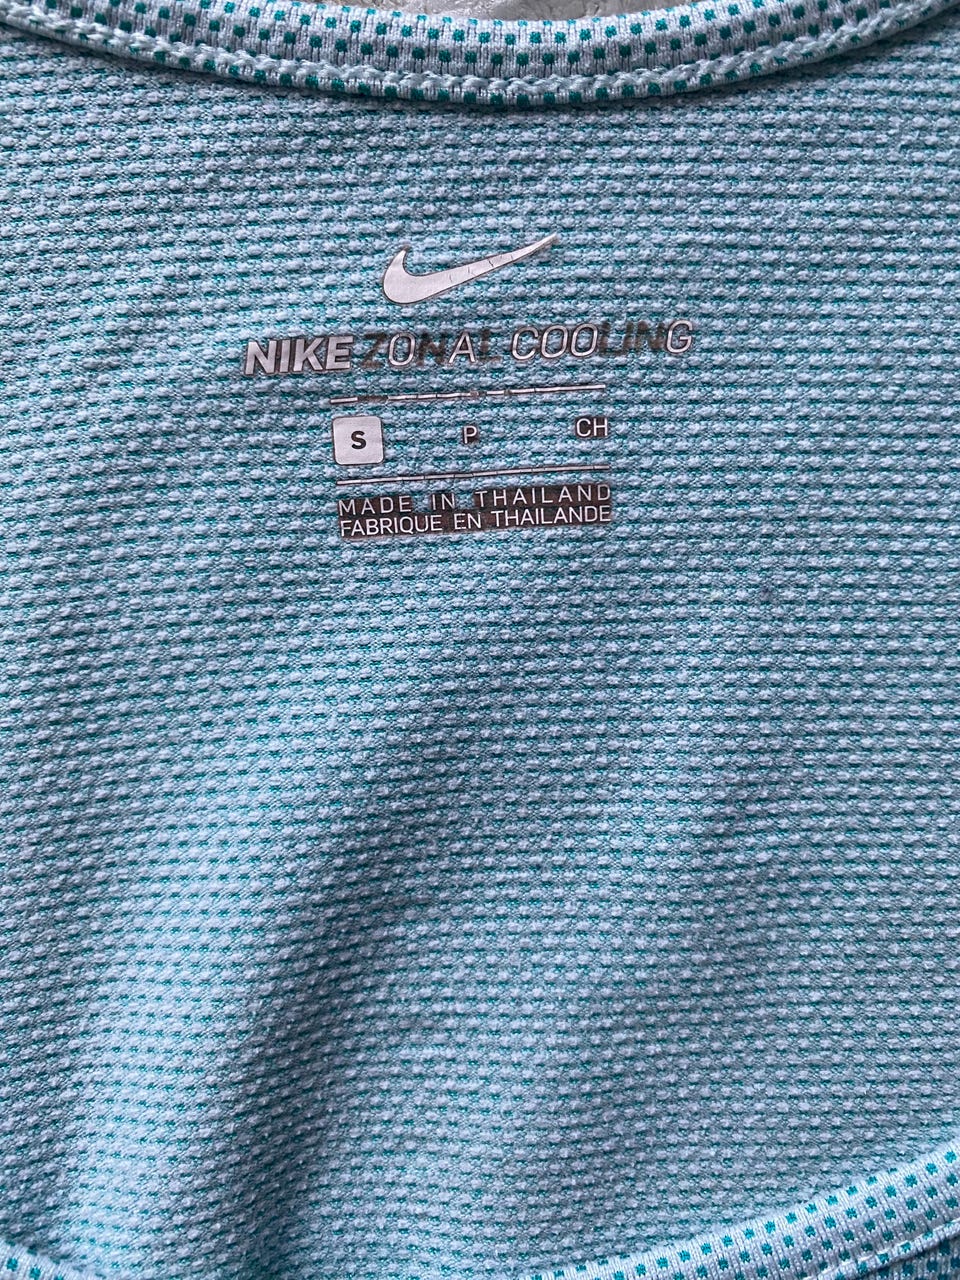 NIKE ZONAL COOLING
S P CH
MADE IN THAILAND
FABRIQUE EN THAILANDE